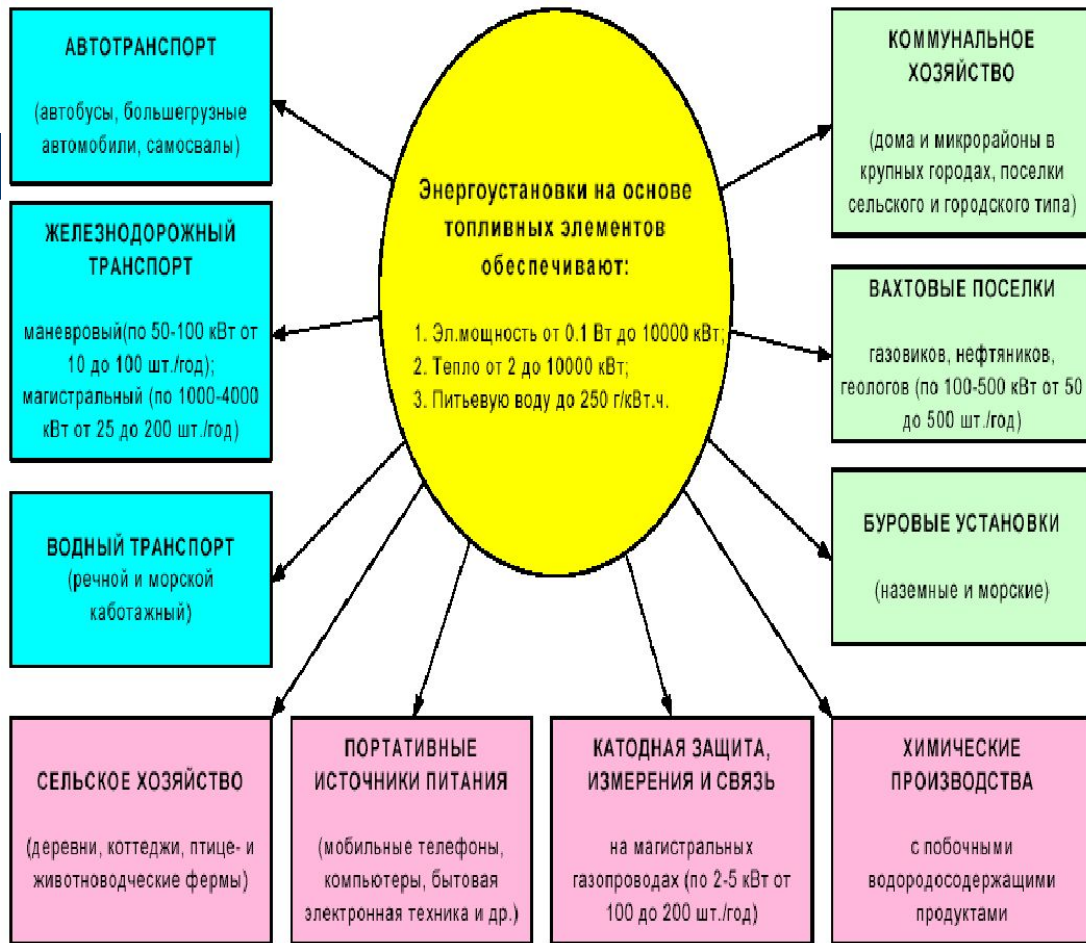 АВТОТРАНСПОРТ
(автобусы, большегрузные
автомобили, самосвалы)
ЖЕЛЕЗНОДОРОЖНЫЙ
ТРАНСПОРТ
маневровый(по 50-100 кВт от
10 до 100 шт./год);
магистральный (по 1000-4000
кВт от 25 до 200 шт./год)
ВОДНЫЙ ТРАНСПОРТ
(речной и морской
каботажный)
Энергоустановки на основе
топливных элементов
обеспечивают:
1. Эл.мощность от 0.1 Вт до 10000 кВт;
2. Тепло от 2 до 10000 кВт;
3. Питьевую воду до 250 г/кВт.ч.
КОММУНАЛЬНОЕ
ХОЗЯЙСТВО
(дома и микрорайоны в
крупных городах, поселки
сельского и городского типа)
ВАХТОВЫЕ ПОСЕЛКИ
газовиков, нефтяников,
геологов (по 100-500 кВт от 50
до 500 шт./год)
БУРОВЫЕ УСТАНОВКИ
(наземные и морские)
СЕЛЬСКОЕ ХОЗЯЙСТВО
(деревни, коттеджи, птице- и
животноводческие фермы)
ПОРТАТИВНЫЕ
ИСТОЧНИКИ ПИТАНИЯ
(мобильные телефоны,
компьютеры, бытовая
электронная техника и др.)
КАТОДНАЯ ЗАЩИТА,
ИЗМЕРЕНИЯ И СВЯЗЬ
на магистральных
газопроводах (по 2-5 кВт от
100 до 200 шт./год)
ХИМИЧЕСКИЕ
ПРОИЗВОДСТВА
с побочными
водородосодержащими
продуктами